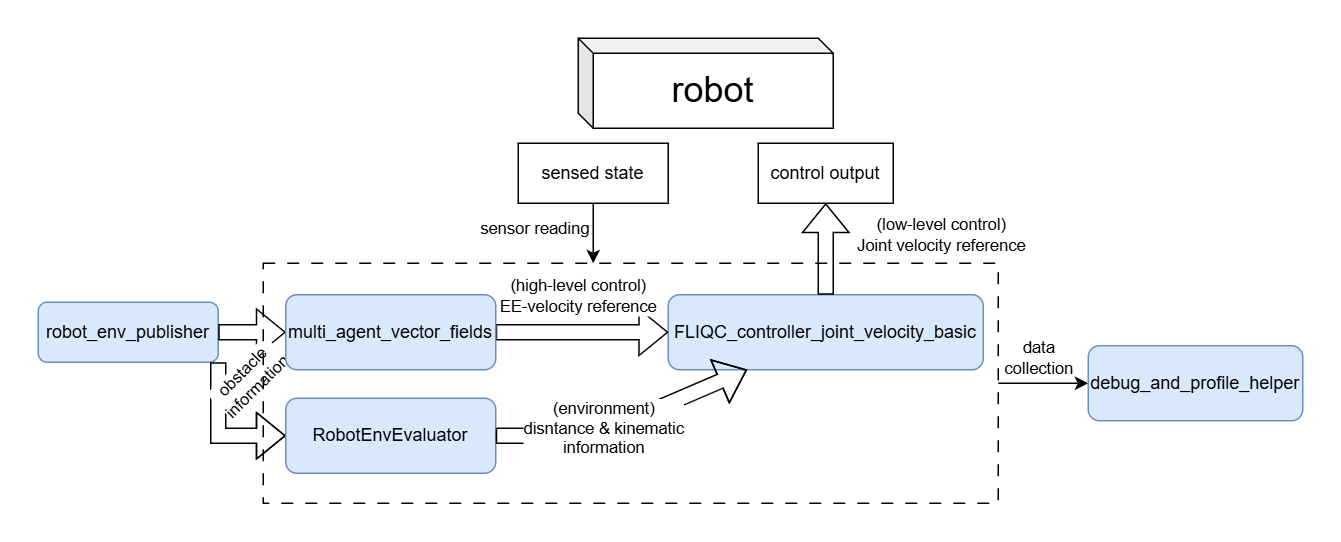 robot
sensed state
control output
sensor reading
(low-level control)
Joint velocity reference
(high-level control)
EE-velocity reference
robot_env_publisher
multi_agent_vector_fields
FLIQC_controller_joint_velocity_basic
obstacle
information
data
collection
debug_and_profile_helper
RobotEnvEvaluator
(environment)
disntance & kinematic
information